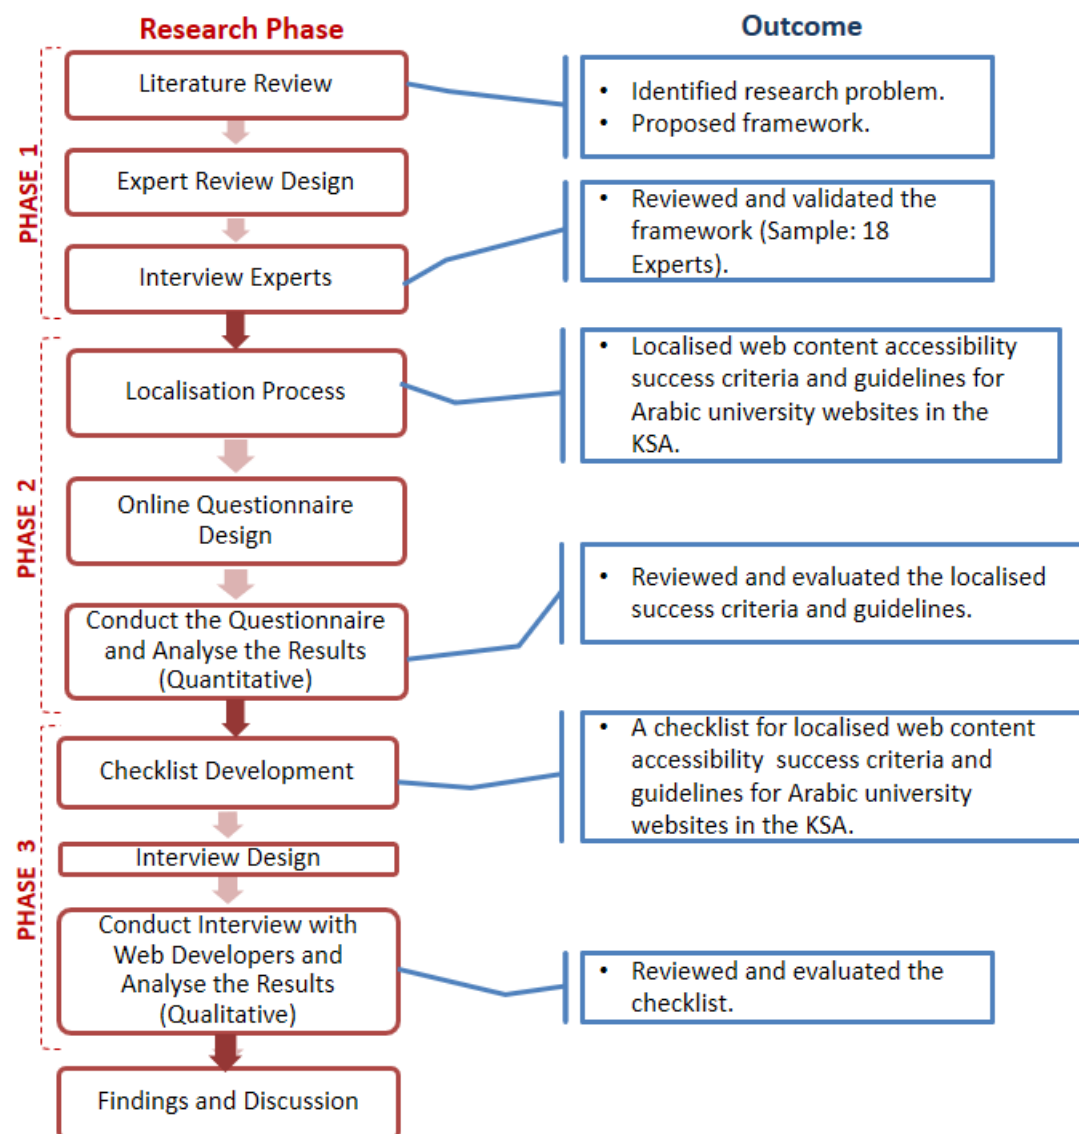 Research Phase
Outcome
PHASE 1
Literature Review
• Identified research problem.
• Proposed framework.
Expert Review Design
Interview Experts
• Reviewed and validated the
framework (Sample: 18
Experts).
PHASE 2
Localisation Process
• Localised web content accessibility
success criteria and guidelines for
Arabic university websites in the
KSA.
Online Questionnaire
Design
Conduct the Questionnaire
and Analyse the Results
(Quantitative)
• Reviewed and evaluated the localised
success criteria and guidelines.
PHASE 3
Checklist Development
• A checklist for localised web content
accessibility success criteria and
guidelines for Arabic university
websites in the KSA.
Interview Design
Conduct Interview with
Web Developers and
Analyse the Results
(Qualitative)
• Reviewed and evaluated the
checklist.
Findings and Discussion